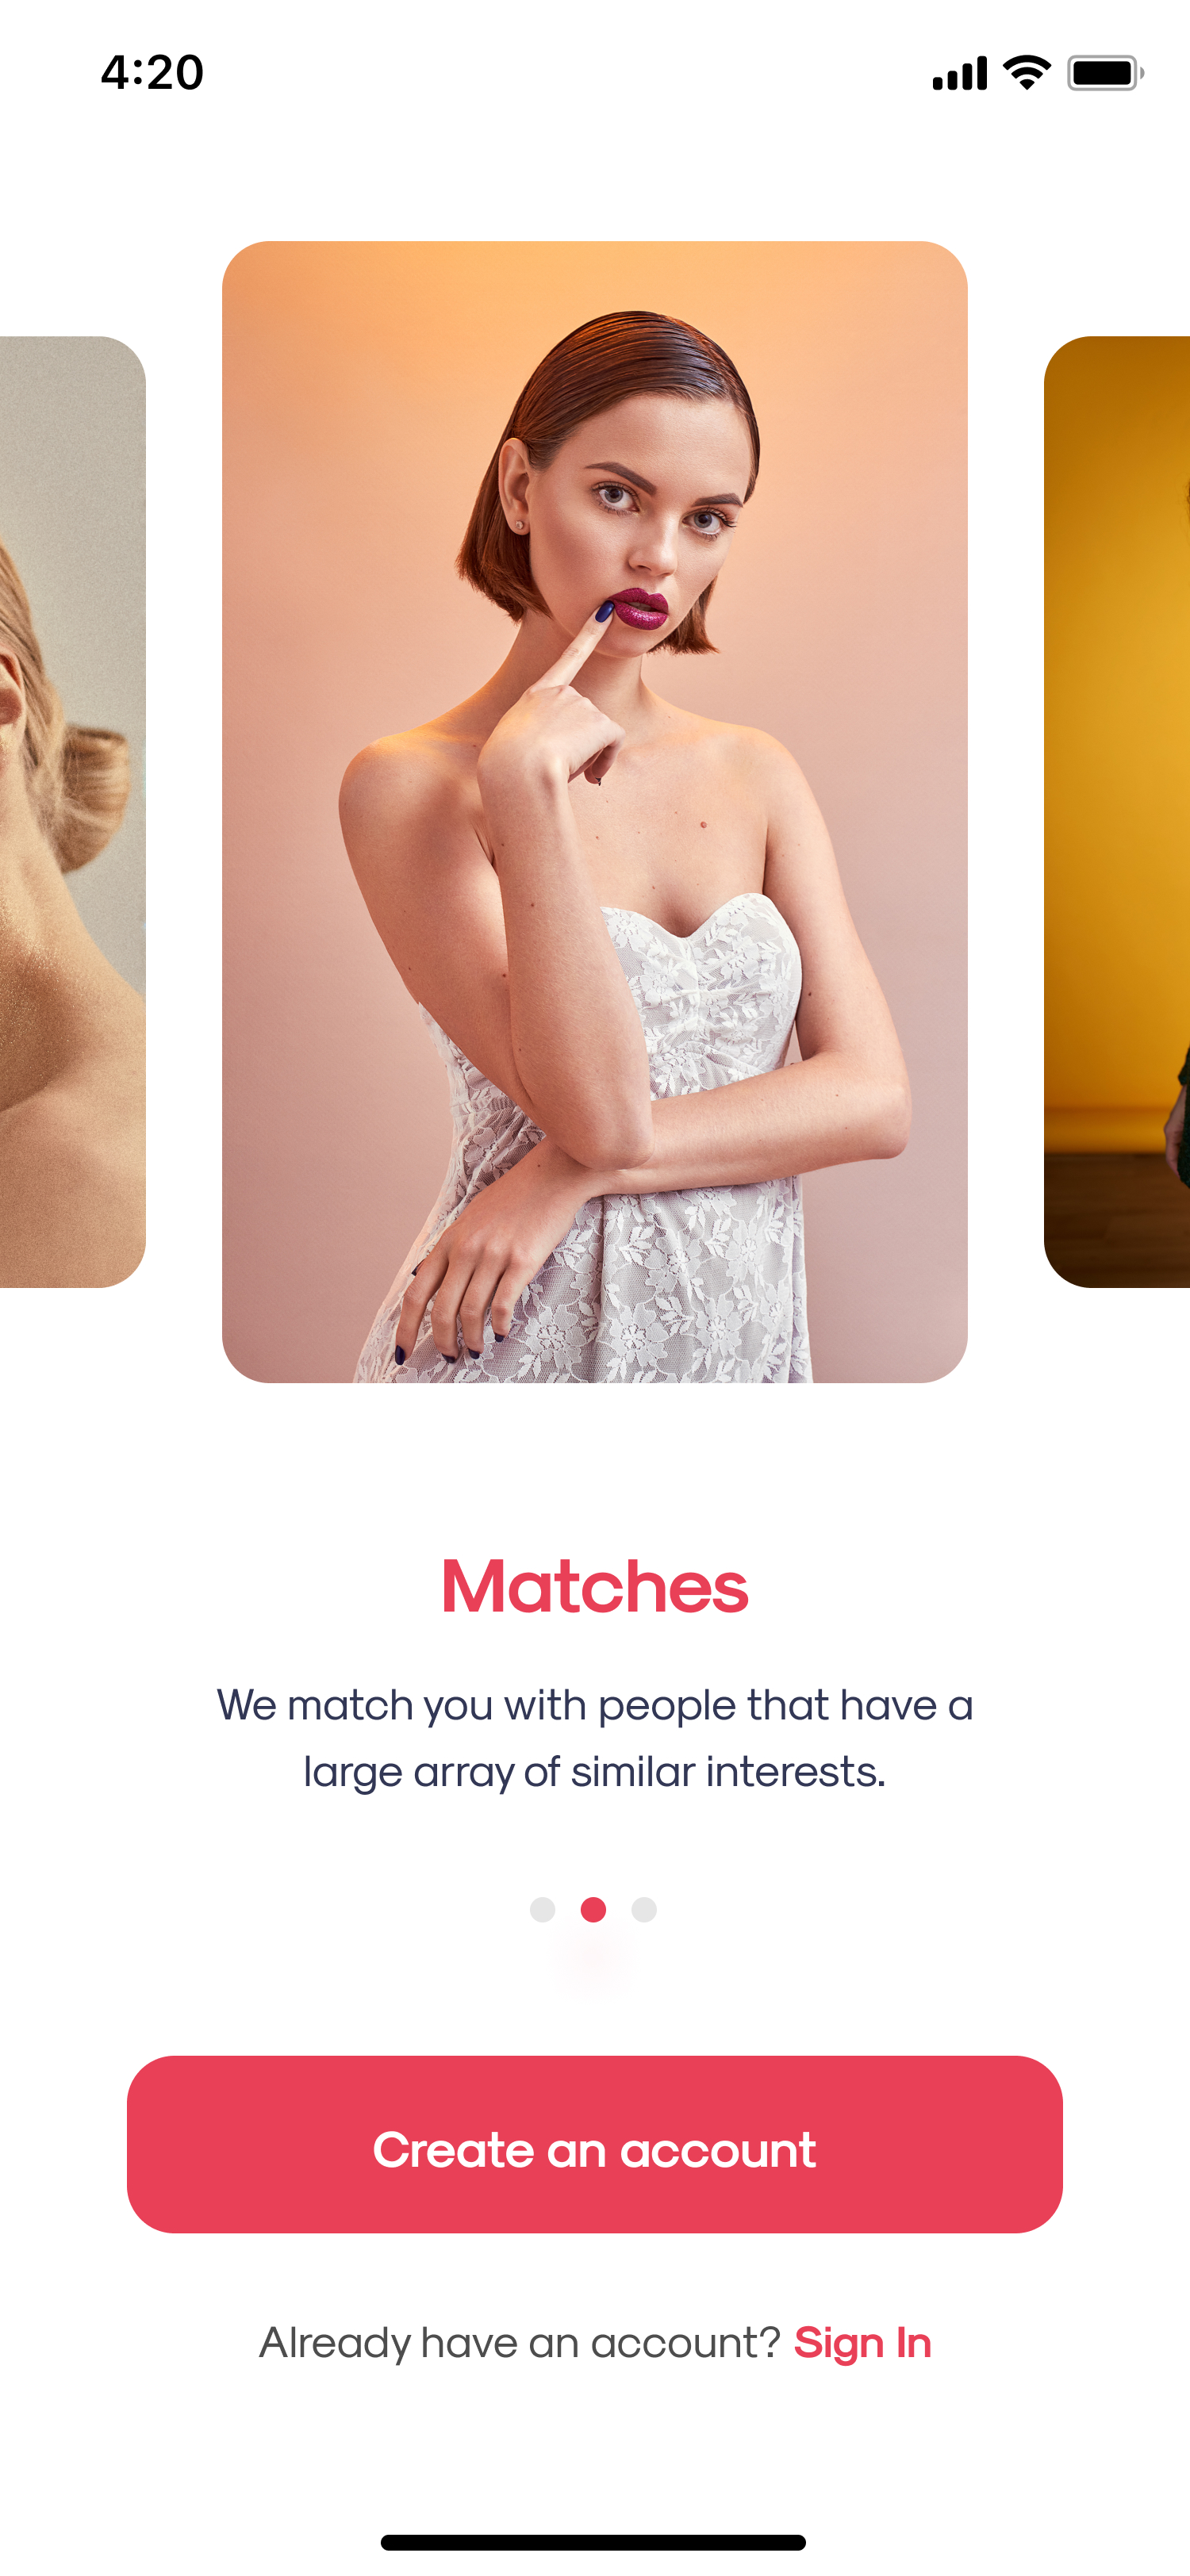 4:20
Matches
We match you with people that have a
large array of similar interests.
Create an account
Already have an account? Sign In